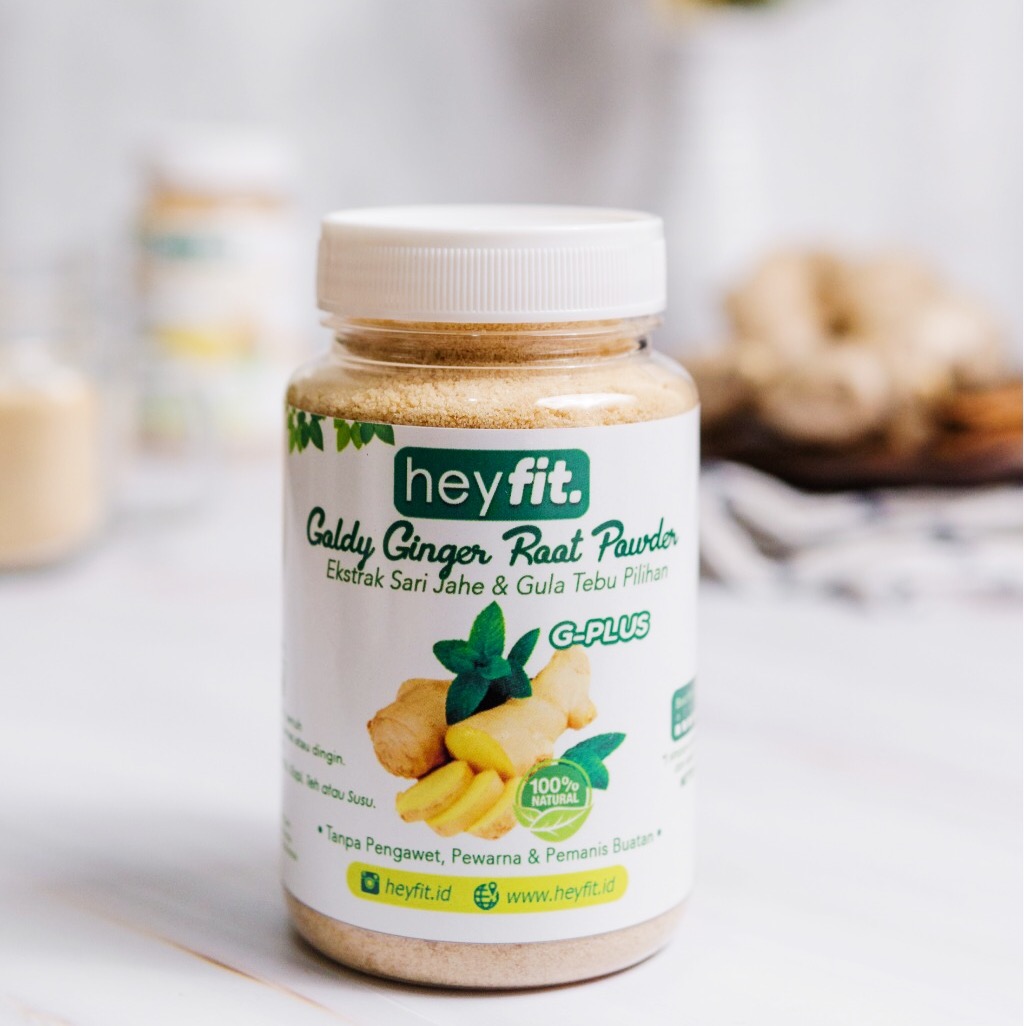 heyfit.
Goldy Ginger Root Powder
Ekstrak Sari Jahe & Gula Tebu Pilihan
G-PLUS
atau dingin.
Teh atau Susu.
100%
NATURAL
• Tanpa Pengawet, Pewarna & Pemanis Buatan •
heyfit.id www.heyfit.id